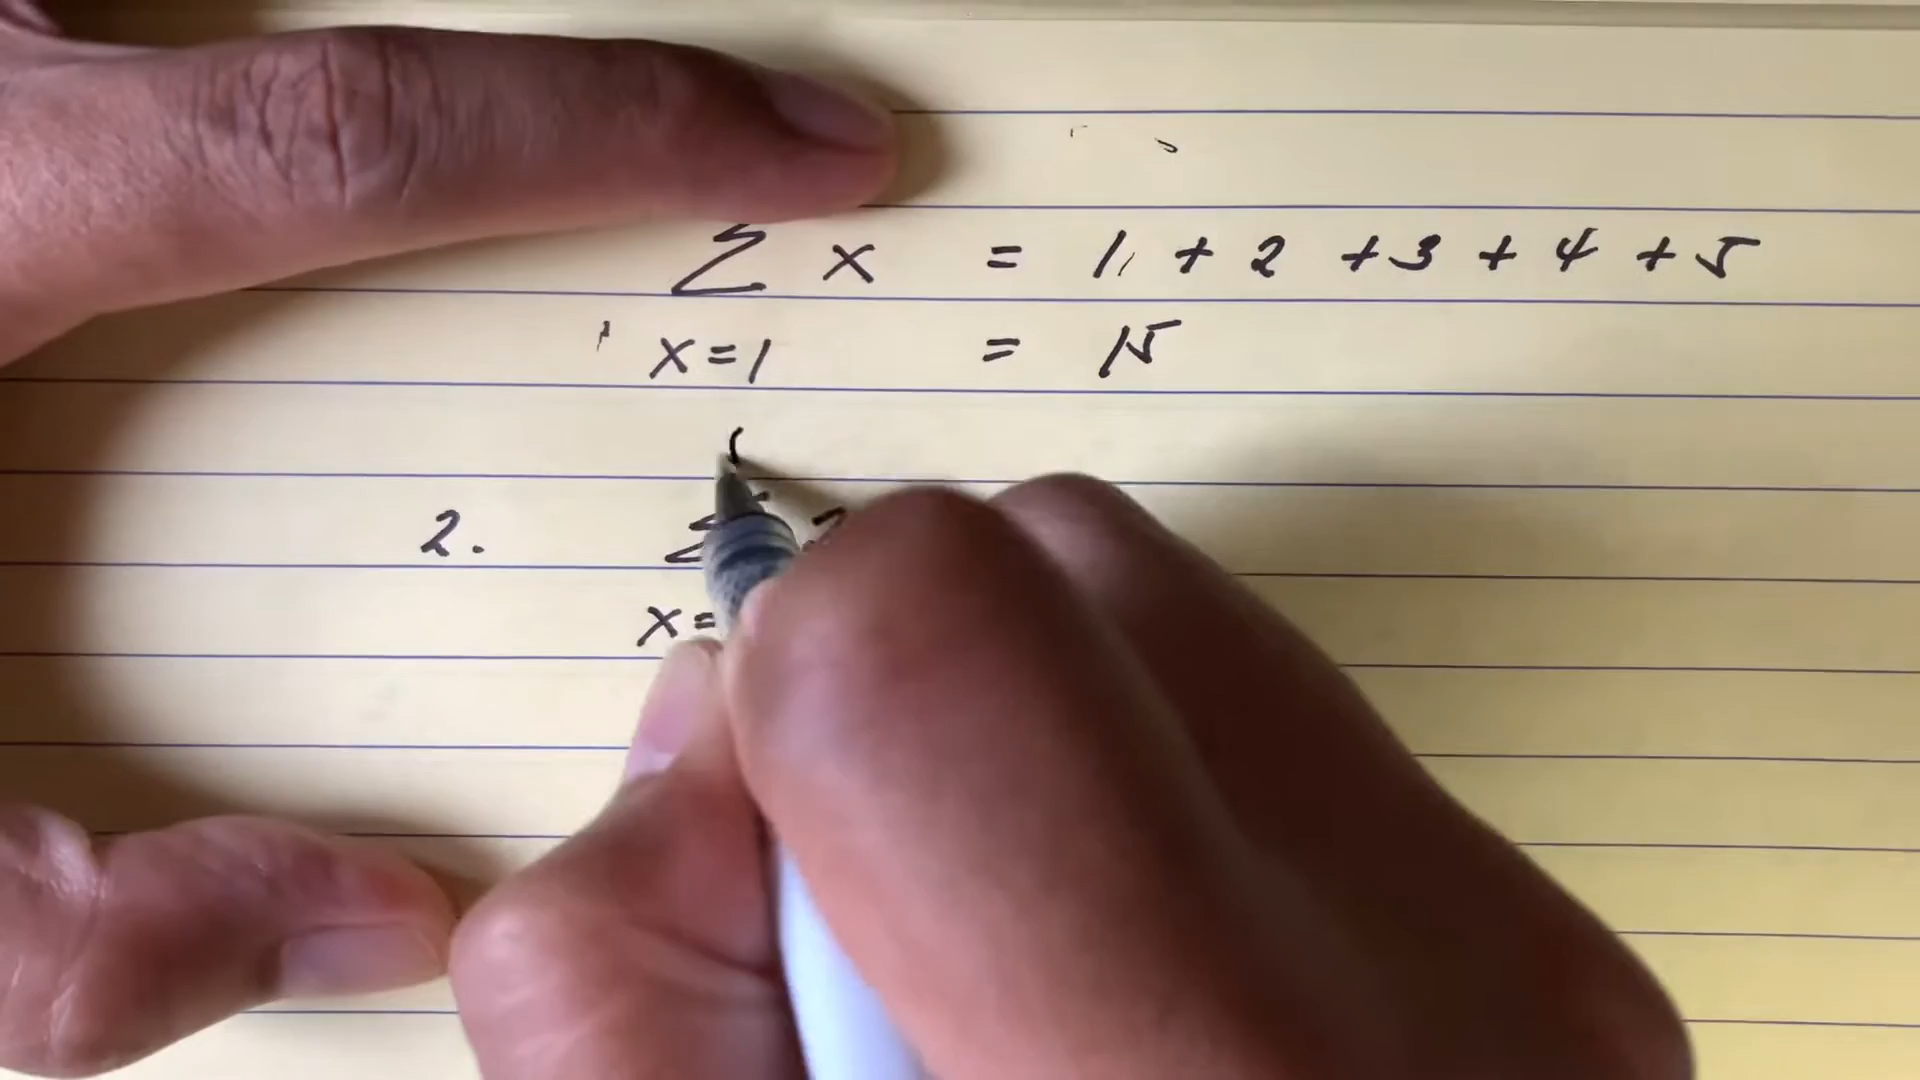 ∑ x = 1 + 2 + 3 + 4 + 5
x = 1 = 15
2. ∑
x =